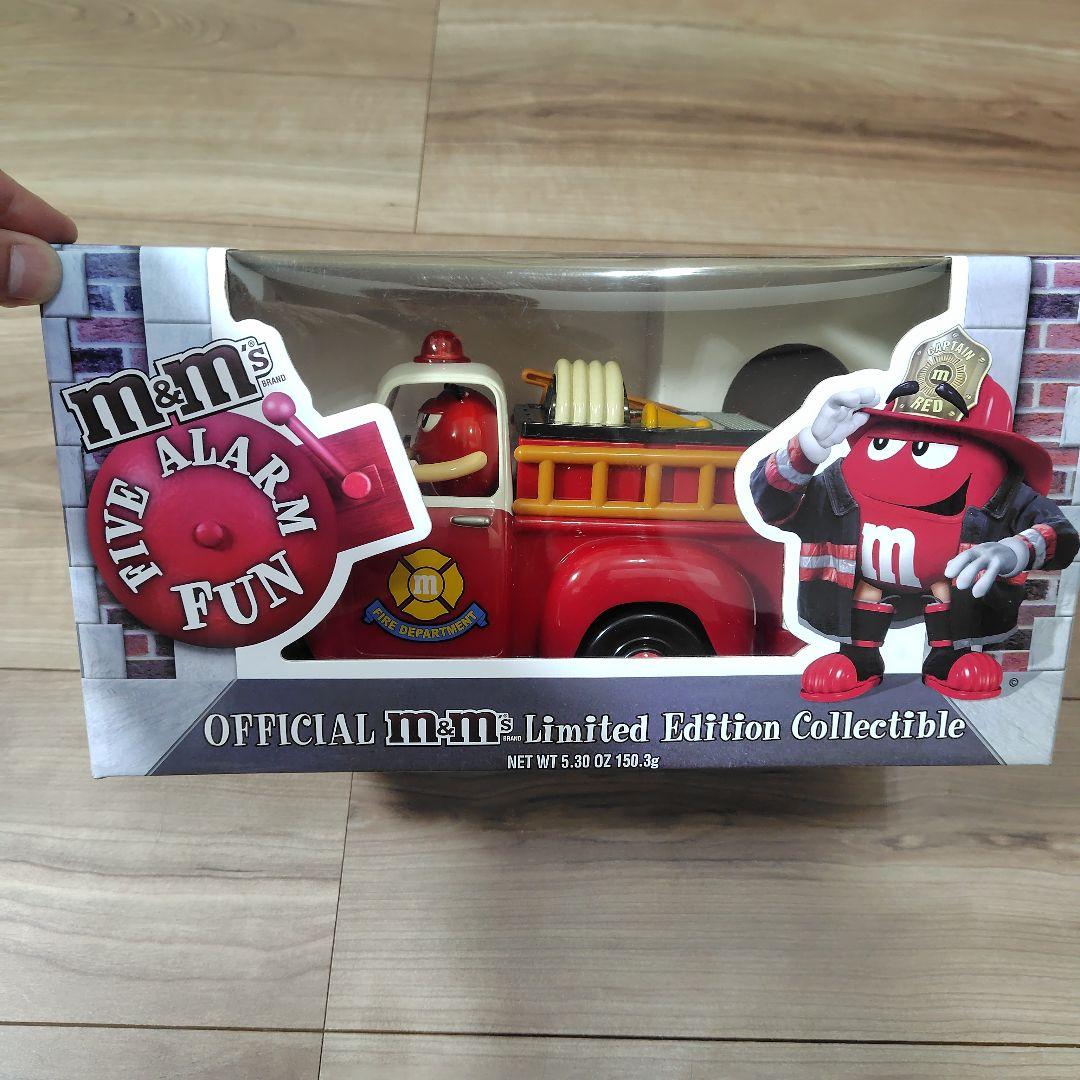 m&m's®
BRAND
FIVE ALARM
FUN
m
FIRE DEPARTMENT
CAPTAIN
m
RED
m
©
OFFICIAL m&m's BRAND Limited Edition Collectible
NET WT 5.30 OZ 150.3g